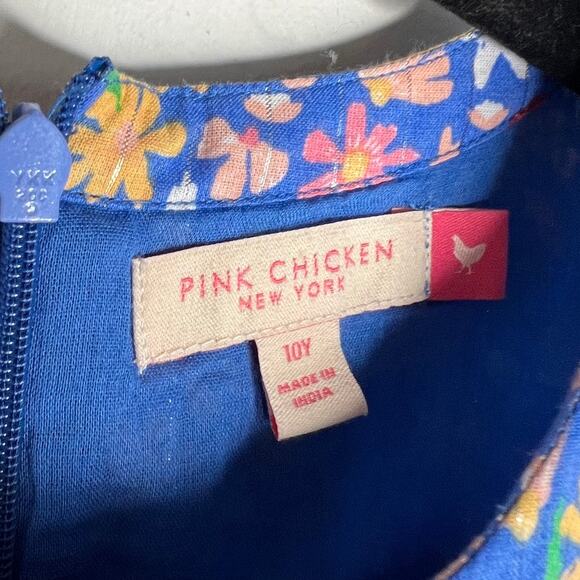 PINK CHICKEN
NEW YORK
10Y
MADE IN
INDIA